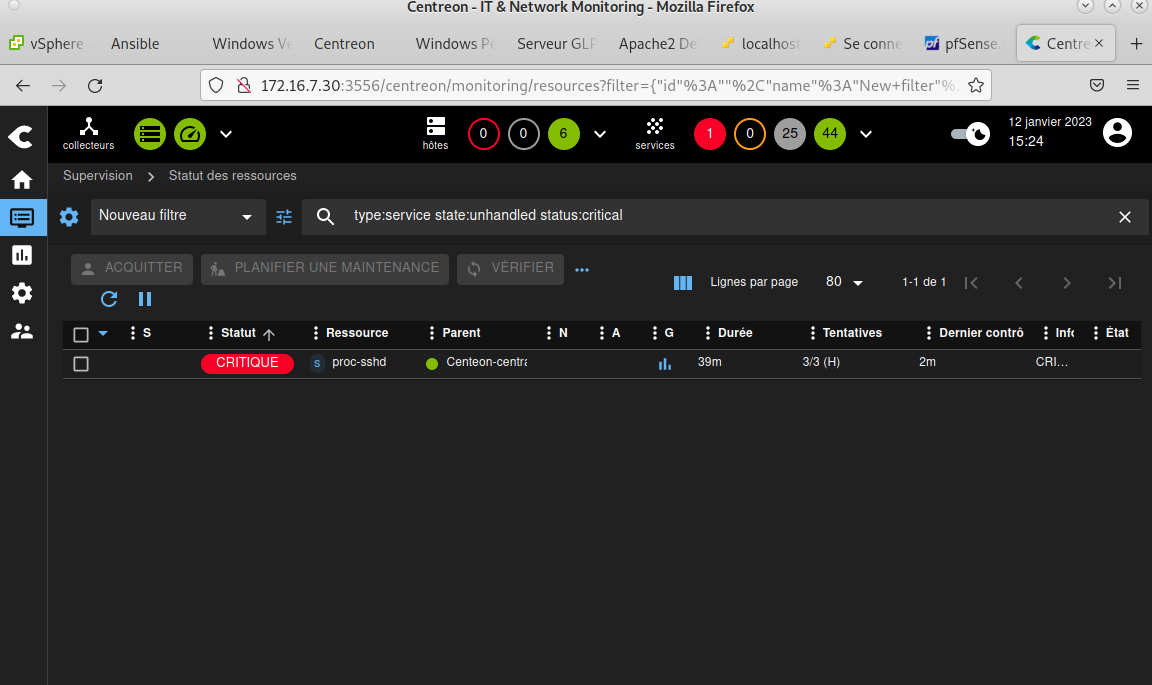 Centreon - IT & Network Monitoring - Mozilla Firefox
vSphere Ansible Windows Ve Centreon Windows Pe Serveur GLP Apache2 De localhost Se conne pfSense. Centre
172.16.7.30:3556/centreon/monitoring/resources?filter={"id"%3A""%2C"name"%3A"New+filter"%2
collecteurs hôtes 0 0 6 services 1 0 25 44 12 janvier 2023
15:24
Supervision > Statut des ressources
Nouveau filtre type:service state:unhandled status:critical
ACQUITTER PLANIFIER UNE MAINTENANCE VÉRIFIER
Lignes par page 80 1-1 de 1
S Statut Ressource Parent N A G Durée Tentatives Dernier contrô Info État
CRITIQUE S proc-sshd Centeon-centra 39m 3/3 (H) 2m CRI...